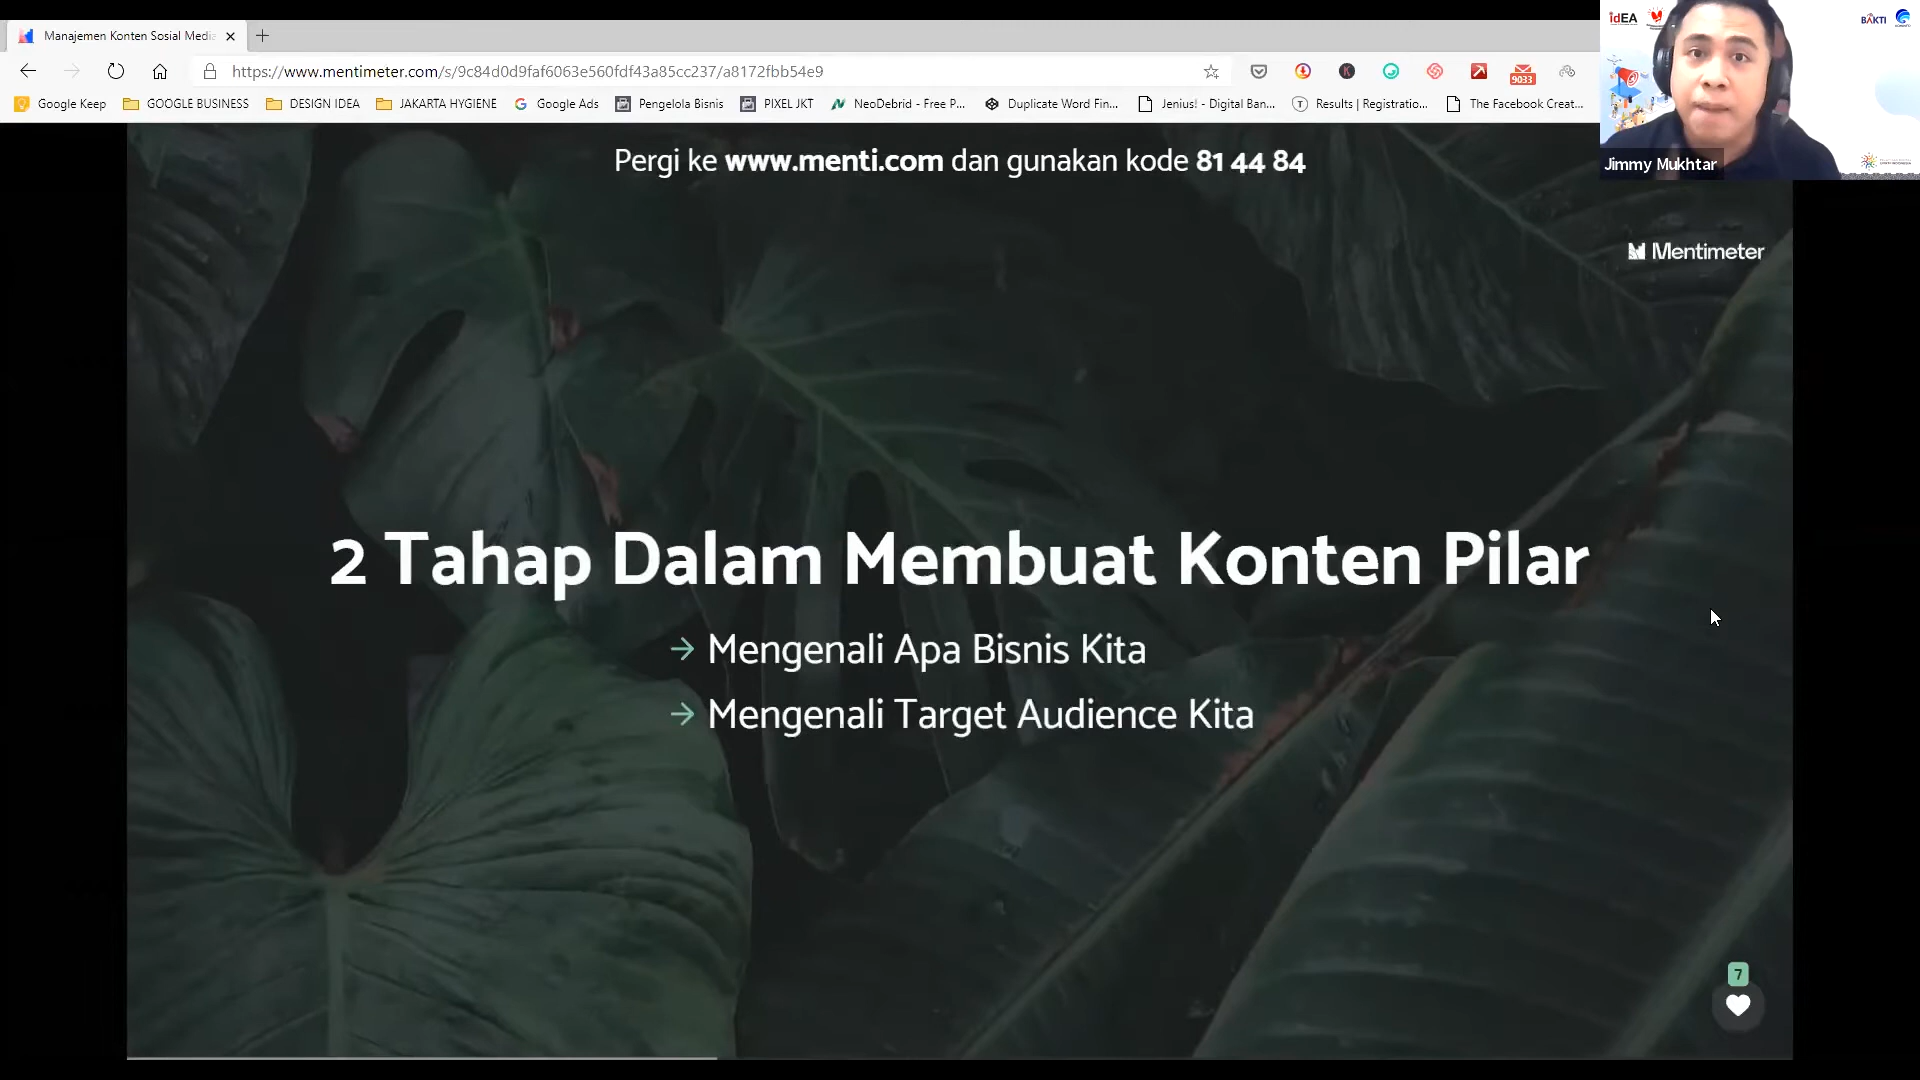 Manajemen Konten Sosial Media
https://www.mentimeter.com/s/9c84d0d9faf6063e560fdf43a85cc237/a8172fbb54e9
9033
Google Keep
GOOGLE BUSINESS
DESIGN IDEA
JAKARTA HYGIENE
Google Ads
Pengelola Bisnis
PIXEL JKT
NeoDebrid - Free P...
Duplicate Word Fin...
Jenius! - Digital Ban...
Results | Registratio...
The Facebook Creat...
idEA
BAKTI
Jimmy Mukhtar
Pergi ke www.menti.com dan gunakan kode 81 44 84
Mentimeter
2 Tahap Dalam Membuat Konten Pilar
→ Mengenali Apa Bisnis Kita
→ Mengenali Target Audience Kita
7